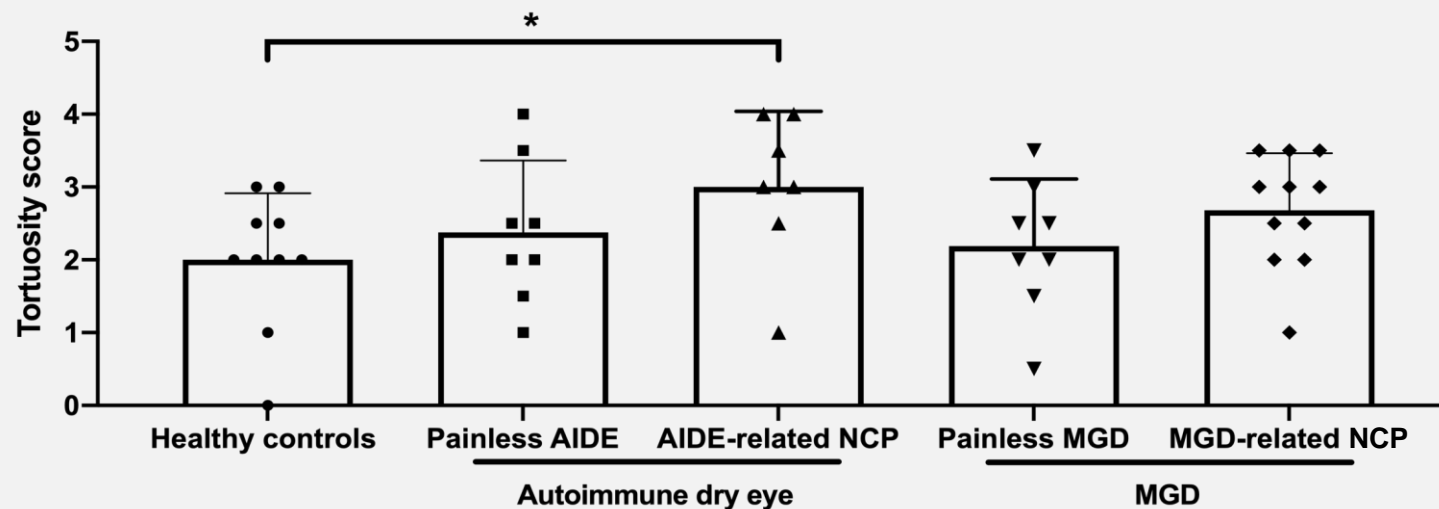 *
5
4
3
2
1
0
Tortuosity score
Healthy controls
Painless AIDE
AIDE-related NCP
Painless MGD
MGD-related NCP
Autoimmune dry eye
MGD